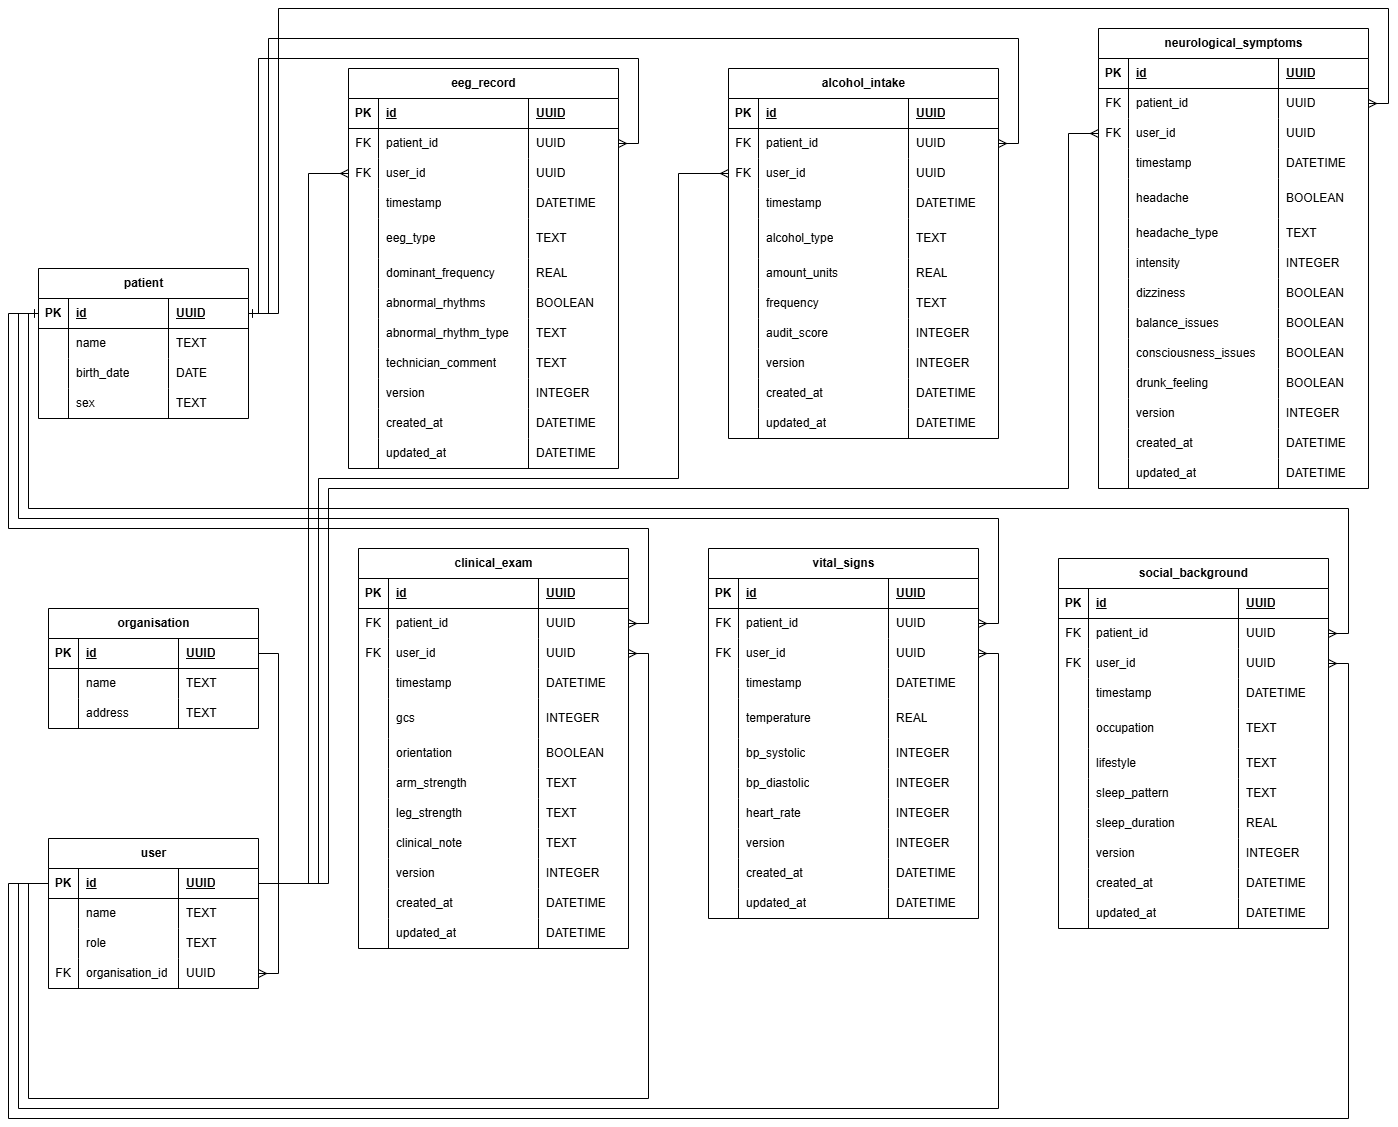 eeg_record
PK id UUID
FK patient_id UUID
FK user_id UUID
timestamp DATETIME
eeg_type TEXT
dominant_frequency REAL
abnormal_rhythms BOOLEAN
abnormal_rhythm_type TEXT
technician_comment TEXT
version INTEGER
created_at DATETIME
updated_at DATETIME
alcohol_intake
PK id UUID
FK patient_id UUID
FK user_id UUID
timestamp DATETIME
alcohol_type TEXT
amount_units REAL
frequency TEXT
audit_score INTEGER
version INTEGER
created_at DATETIME
updated_at DATETIME
neurological_symptoms
PK id UUID
FK patient_id UUID
FK user_id UUID
timestamp DATETIME
headache BOOLEAN
headache_type TEXT
intensity INTEGER
dizziness BOOLEAN
balance_issues BOOLEAN
consciousness_issues BOOLEAN
drunk_feeling BOOLEAN
version INTEGER
created_at DATETIME
updated_at DATETIME
patient
PK id UUID
name TEXT
birth_date DATE
sex TEXT
organisation
PK id UUID
name TEXT
address TEXT
user
PK id UUID
name TEXT
role TEXT
FK organisation_id UUID
clinical_exam
PK id UUID
FK patient_id UUID
FK user_id UUID
timestamp DATETIME
gcs INTEGER
orientation BOOLEAN
arm_strength TEXT
leg_strength TEXT
clinical_note TEXT
version INTEGER
created_at DATETIME
updated_at DATETIME
vital_signs
PK id UUID
FK patient_id UUID
FK user_id UUID
timestamp DATETIME
temperature REAL
bp_systolic INTEGER
bp_diastolic INTEGER
heart_rate INTEGER
version INTEGER
created_at DATETIME
updated_at DATETIME
social_background
PK id UUID
FK patient_id UUID
FK user_id UUID
timestamp DATETIME
occupation TEXT
lifestyle TEXT
sleep_pattern TEXT
sleep_duration REAL
version INTEGER
created_at DATETIME
updated_at DATETIME